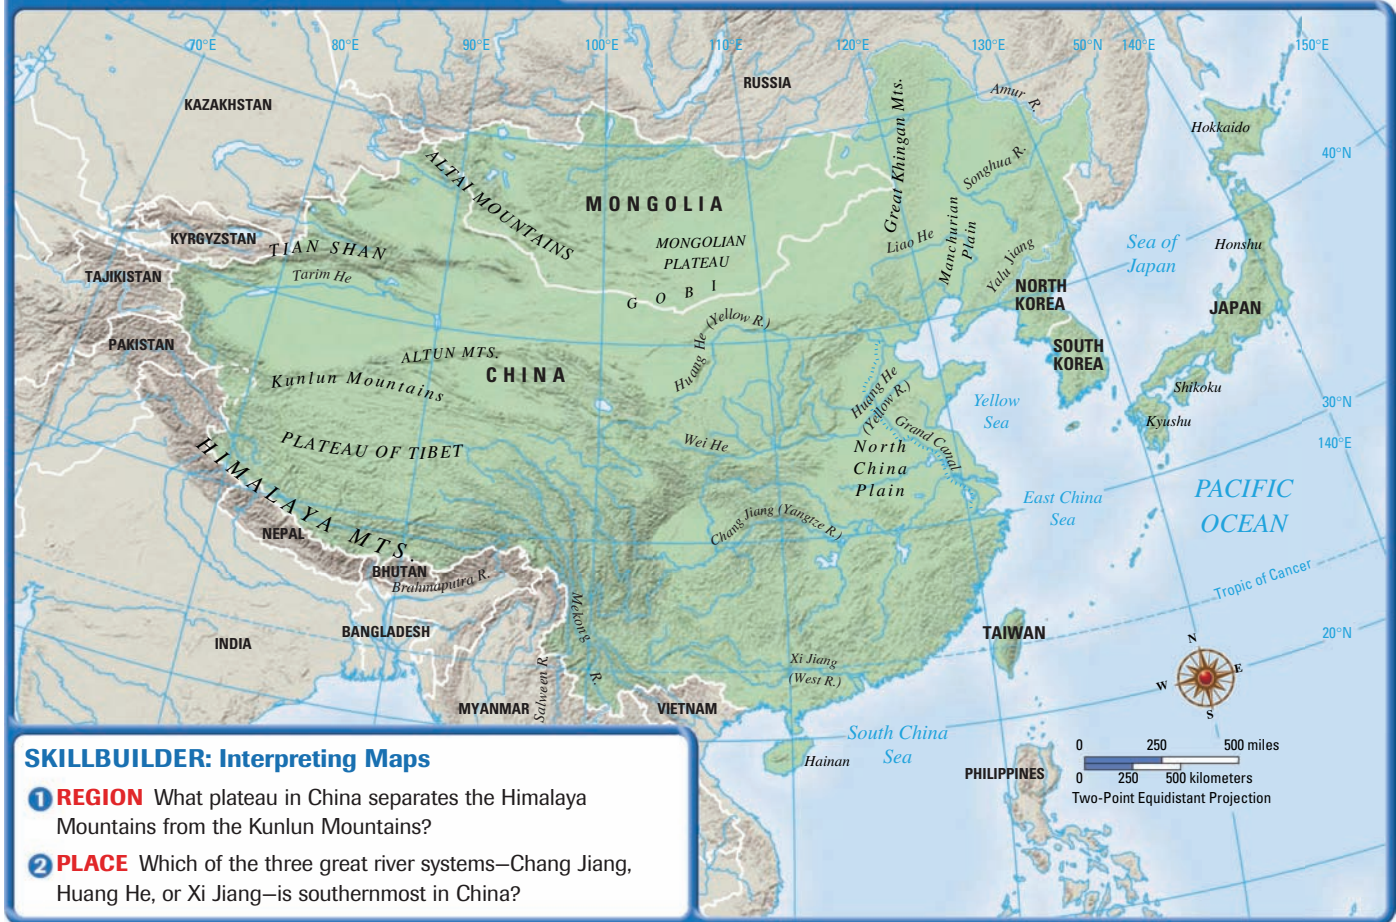 70°E
80°E
90°E
100°E
110°E
120°E
130°E
50°N
140°E
150°E
RUSSIA
KAZAKHSTAN
Amur R.
Great Khingan Mts.
Hokkaido
40°N
ALTAI MOUNTAINS
Songhua R.
MONGOLIA
KYRGYZSTAN
TIAN SHAN
MONGOLIAN
PLATEAU
Liao He
Manchurian
Plain
Yalu Jiang
Sea of
Japan
Honshu
TAJIKISTAN
Tarim He
GOBI
NORTH
KOREA
JAPAN
PAKISTAN
ALTUN MTS.
Huang He (Yellow R.)
SOUTH
KOREA
Kunlun Mountains
CHINA
Huang He
(Yellow R.)
Yellow
Sea
Shikoku
30°N
Kyushu
HIMALAYA MTS.
PLATEAU OF TIBET
Wei He
Grand Canal
North
China
Plain
140°E
East China
Sea
PACIFIC
OCEAN
NEPAL
Chang Jiang (Yangtze R.)
BHUTAN
Brahmaputra R.
Tropic of Cancer
Mekong R.
INDIA
BANGLADESH
TAIWAN
20°N
N
E
W
S
Xi Jiang
(West R.)
Salween R.
MYANMAR
VIETNAM
South China
Sea
Hainan
PHILIPPINES
0 250 500 miles
0 250 500 kilometers
Two-Point Equidistant Projection
SKILLBUILDER: Interpreting Maps
1 REGION What plateau in China separates the Himalaya
Mountains from the Kunlun Mountains?
2 PLACE Which of the three great river systems—Chang Jiang,
Huang He, or Xi Jiang—is southernmost in China?